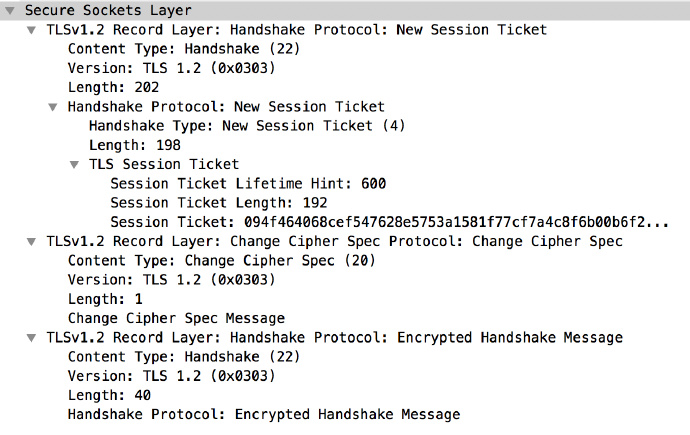 Secure Sockets Layer
TLSv1.2 Record Layer: Handshake Protocol: New Session Ticket
Content Type: Handshake (22)
Version: TLS 1.2 (0x0303)
Length: 202
Handshake Protocol: New Session Ticket
Handshake Type: New Session Ticket (4)
Length: 198
TLS Session Ticket
Session Ticket Lifetime Hint: 600
Session Ticket Length: 192
Session Ticket: 094f464068cef547628e5753a1581f77cf7a4c8f6b00b6f2...
TLSv1.2 Record Layer: Change Cipher Spec Protocol: Change Cipher Spec
Content Type: Change Cipher Spec (20)
Version: TLS 1.2 (0x0303)
Length: 1
Change Cipher Spec Message
TLSv1.2 Record Layer: Handshake Protocol: Encrypted Handshake Message
Content Type: Handshake (22)
Version: TLS 1.2 (0x0303)
Length: 40
Handshake Protocol: Encrypted Handshake Message